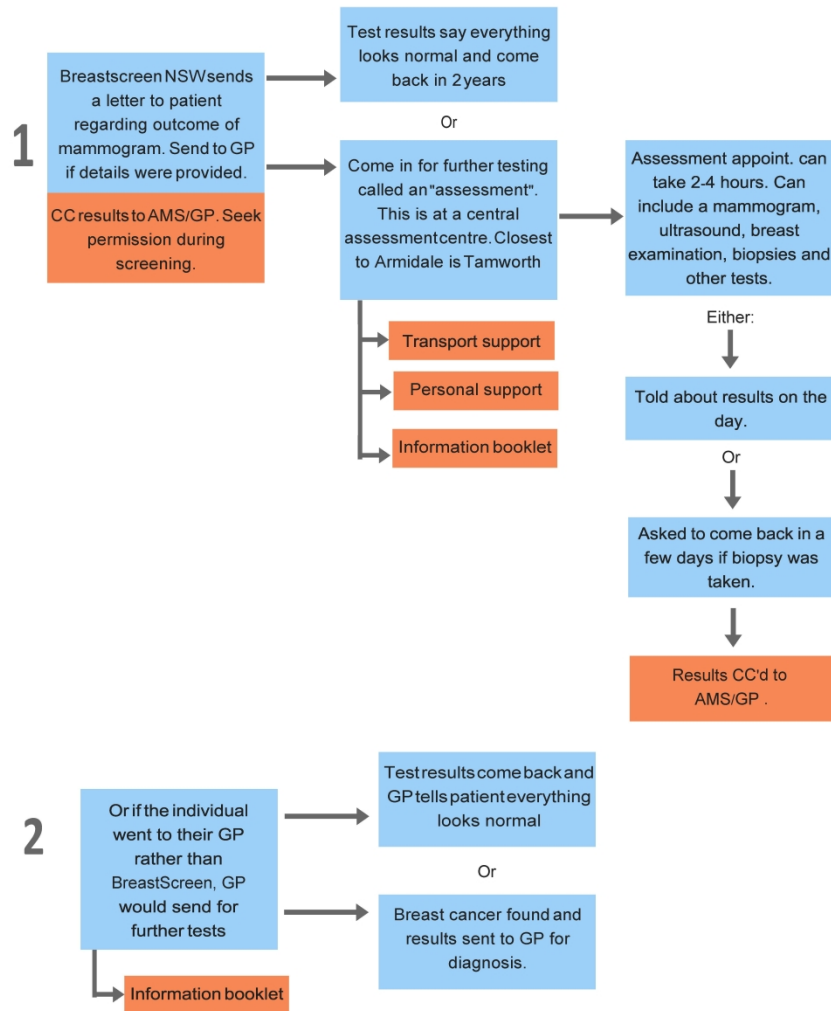 1
Breastscreen NSW sends
a letter to patient
regarding outcome of
mammogram. Send to GP
if details were provided.
CC results to AMS/GP. Seek
permission during
screening.
Test results say everything
looks normal and come
back in 2 years
Or
Come in for further testing
called an "assessment".
This is at a central
assessment centre. Closest
to Armidale is Tamworth
Transport support
Personal support
Information booklet
Assessment appoint. can
take 2-4 hours. Can
include a mammogram,
ultrasound, breast
examination, biopsies and
other tests.
Either:
Told about results on the
day.
Or
Asked to come back in a
few days if biopsy was
taken.
Results CC'd to
AMS/GP .
2
Or if the individual
went to their GP
rather than
BreastScreen, GP
would send for
further tests
Information booklet
Test results come back and
GP tells patient everything
looks normal
Or
Breast cancer found and
results sent to GP for
diagnosis.